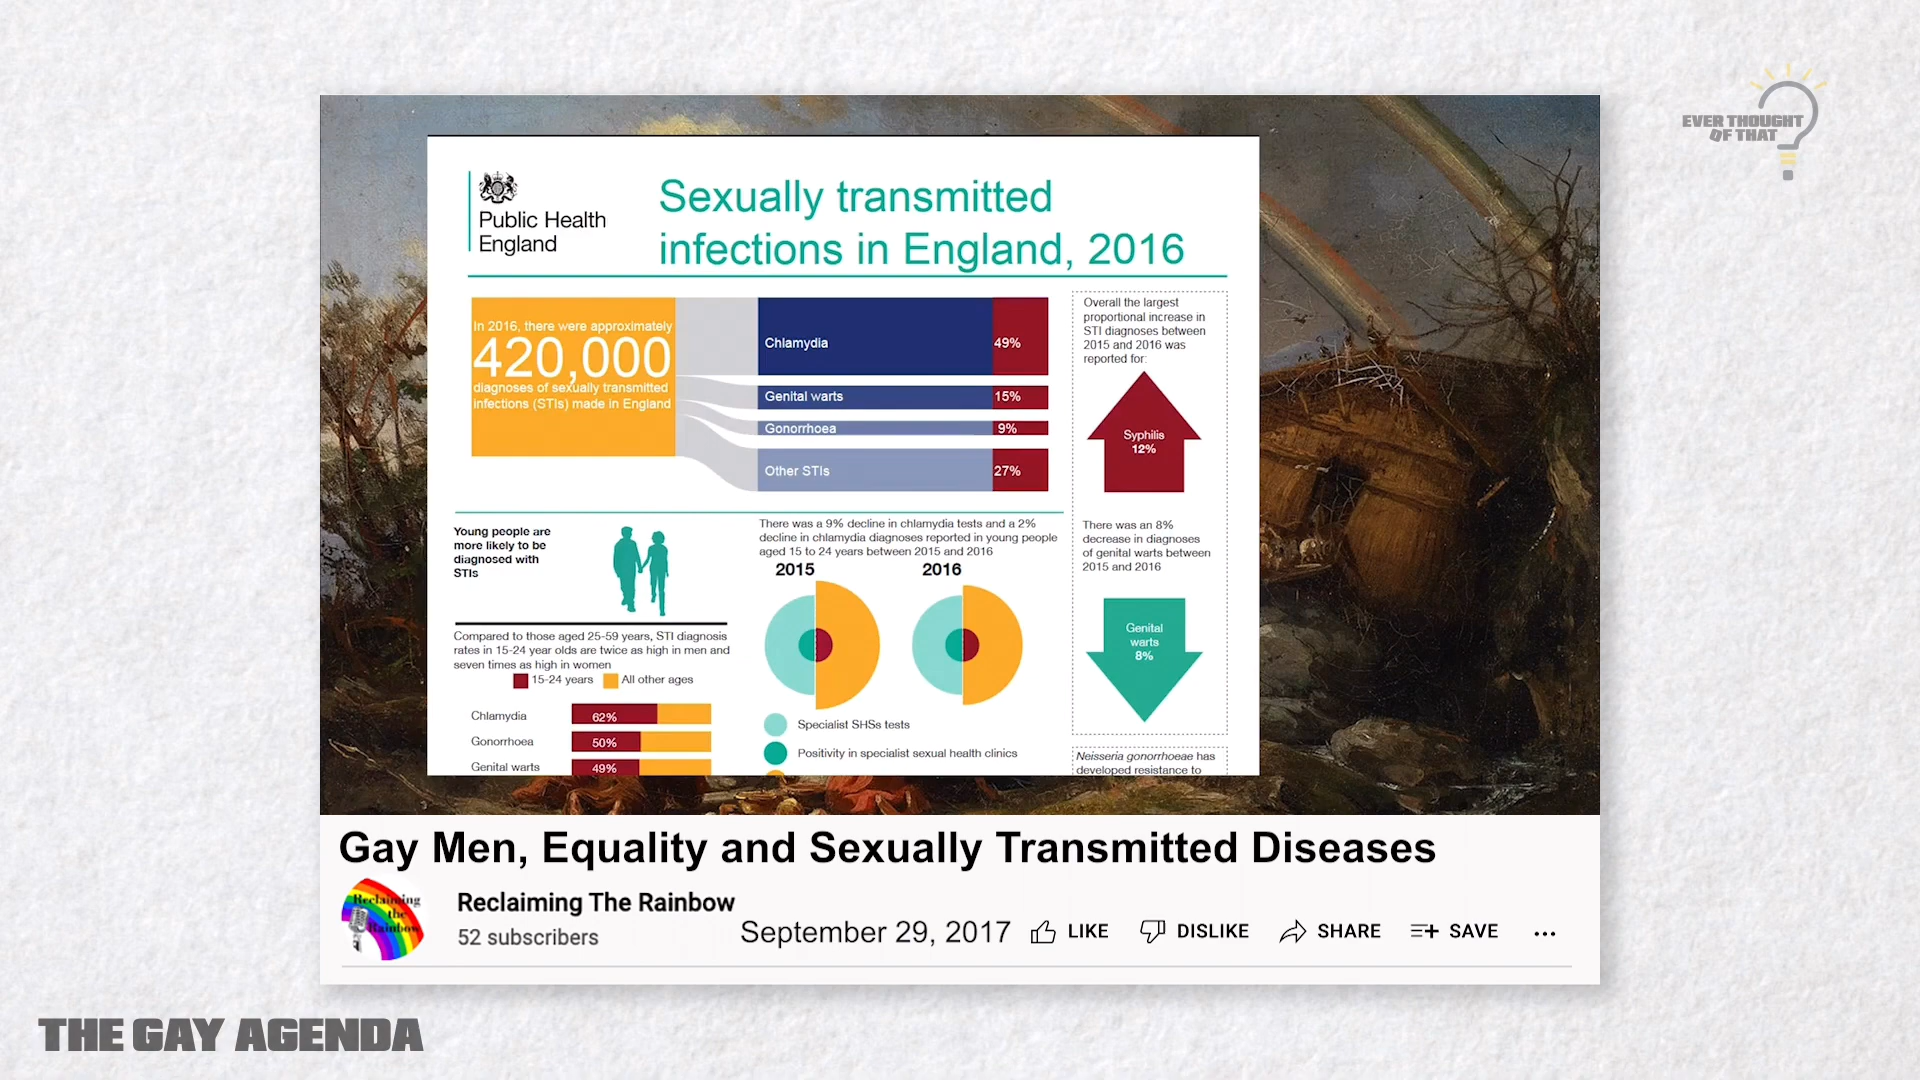 EVER THOUGHT
OF THAT
Public Health
England
Sexually transmitted
infections in England, 2016
In 2016, there were approximately
420,000
diagnoses of sexually transmitted
infections (STIs) made in England
Chlamydia 49%
Genital warts 15%
Gonorrhoea 9%
Other STIs 27%
Overall the largest
proportional increase in
STI diagnoses between
2015 and 2016 was
reported for:
Syphilis
12%
There was an 8%
decrease in diagnoses
of genital warts between
2015 and 2016
Genital
warts
8%
Neisseria gonorrhoeae has
developed resistance to
Young people are
more likely to be
diagnosed with
STIs
Compared to those aged 25-59 years, STI diagnosis
rates in 15-24 year olds are twice as high in men and
seven times as high in women
15-24 years All other ages
Chlamydia 62%
Gonorrhoea 50%
Genital warts 49%
There was a 9% decline in chlamydia tests and a 2%
decline in chlamydia diagnoses reported in young people
aged 15 to 24 years between 2015 and 2016
2015 2016
Specialist SHSs tests
Positivity in specialist sexual health clinics
Gay Men, Equality and Sexually Transmitted Diseases
Reclaiming
the
Rainbow
Reclaiming The Rainbow
52 subscribers
September 29, 2017 LIKE DISLIKE SHARE SAVE ...
THE GAY AGENDA